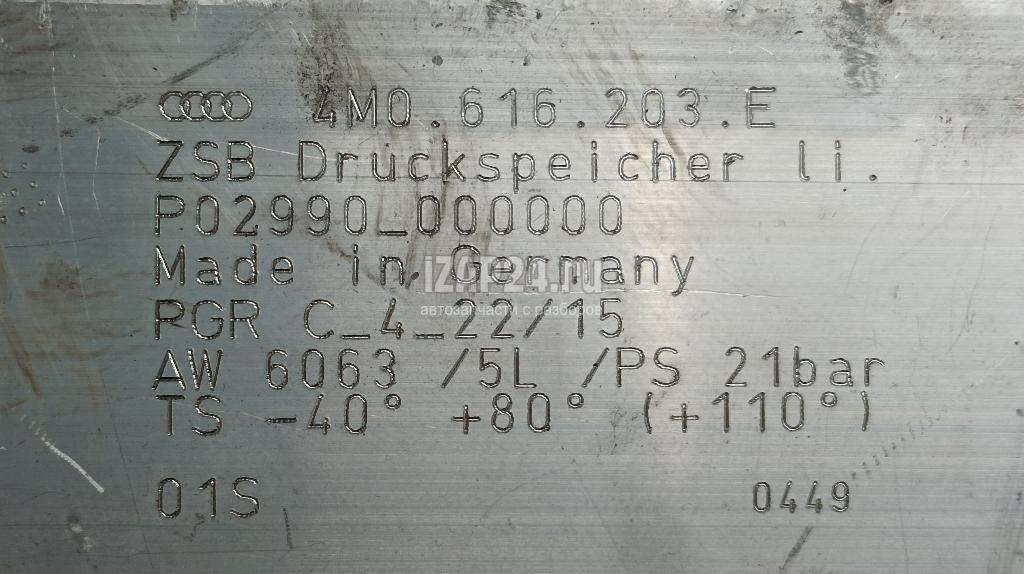 4M0.616.203.E
ZSB Druckspeicher li.
P02990_000000
Made in Germany
IZAP24.ru
автозапчасти с разборов
PGR C_4_22/15
AW 6063 /5L /PS 21bar
TS -40° +80° (+110°)
01S
0449